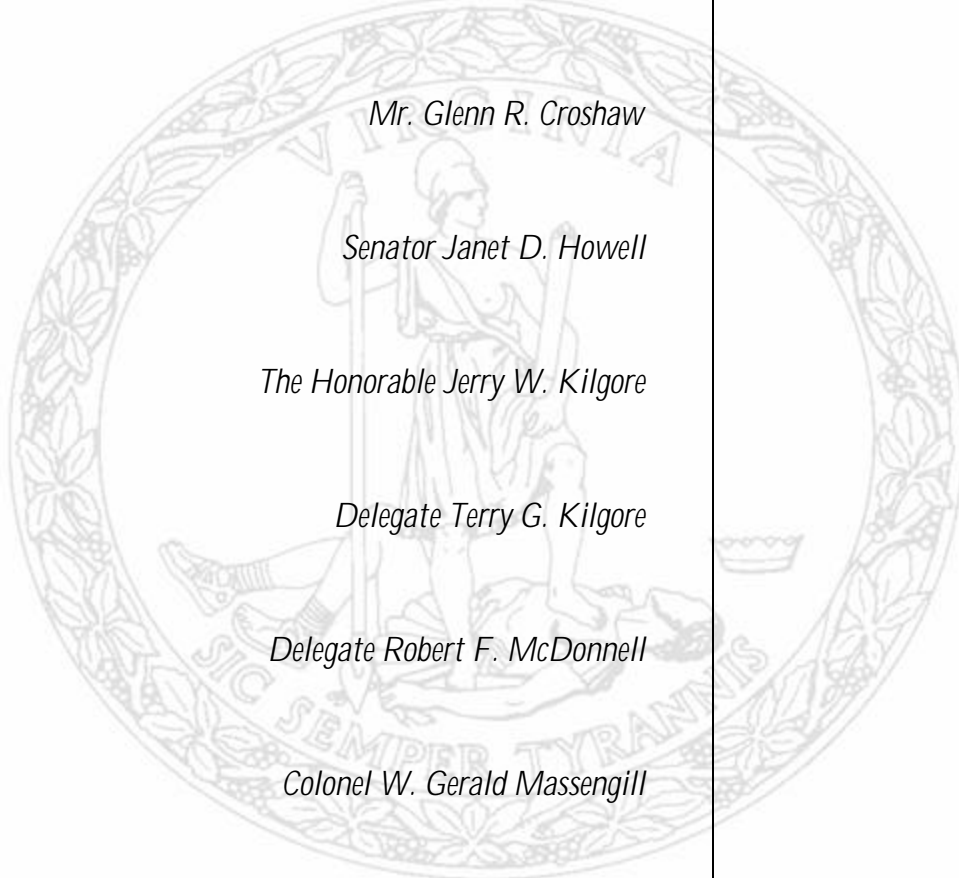 VIRGINIA
Mr. Glenn R. Croshaw
Senator Janet D. Howell
The Honorable Jerry W. Kilgore
Delegate Terry G. Kilgore
Delegate Robert F. McDonnell
SIC SEMPER TYRANNIS
Colonel W. Gerald Massengill